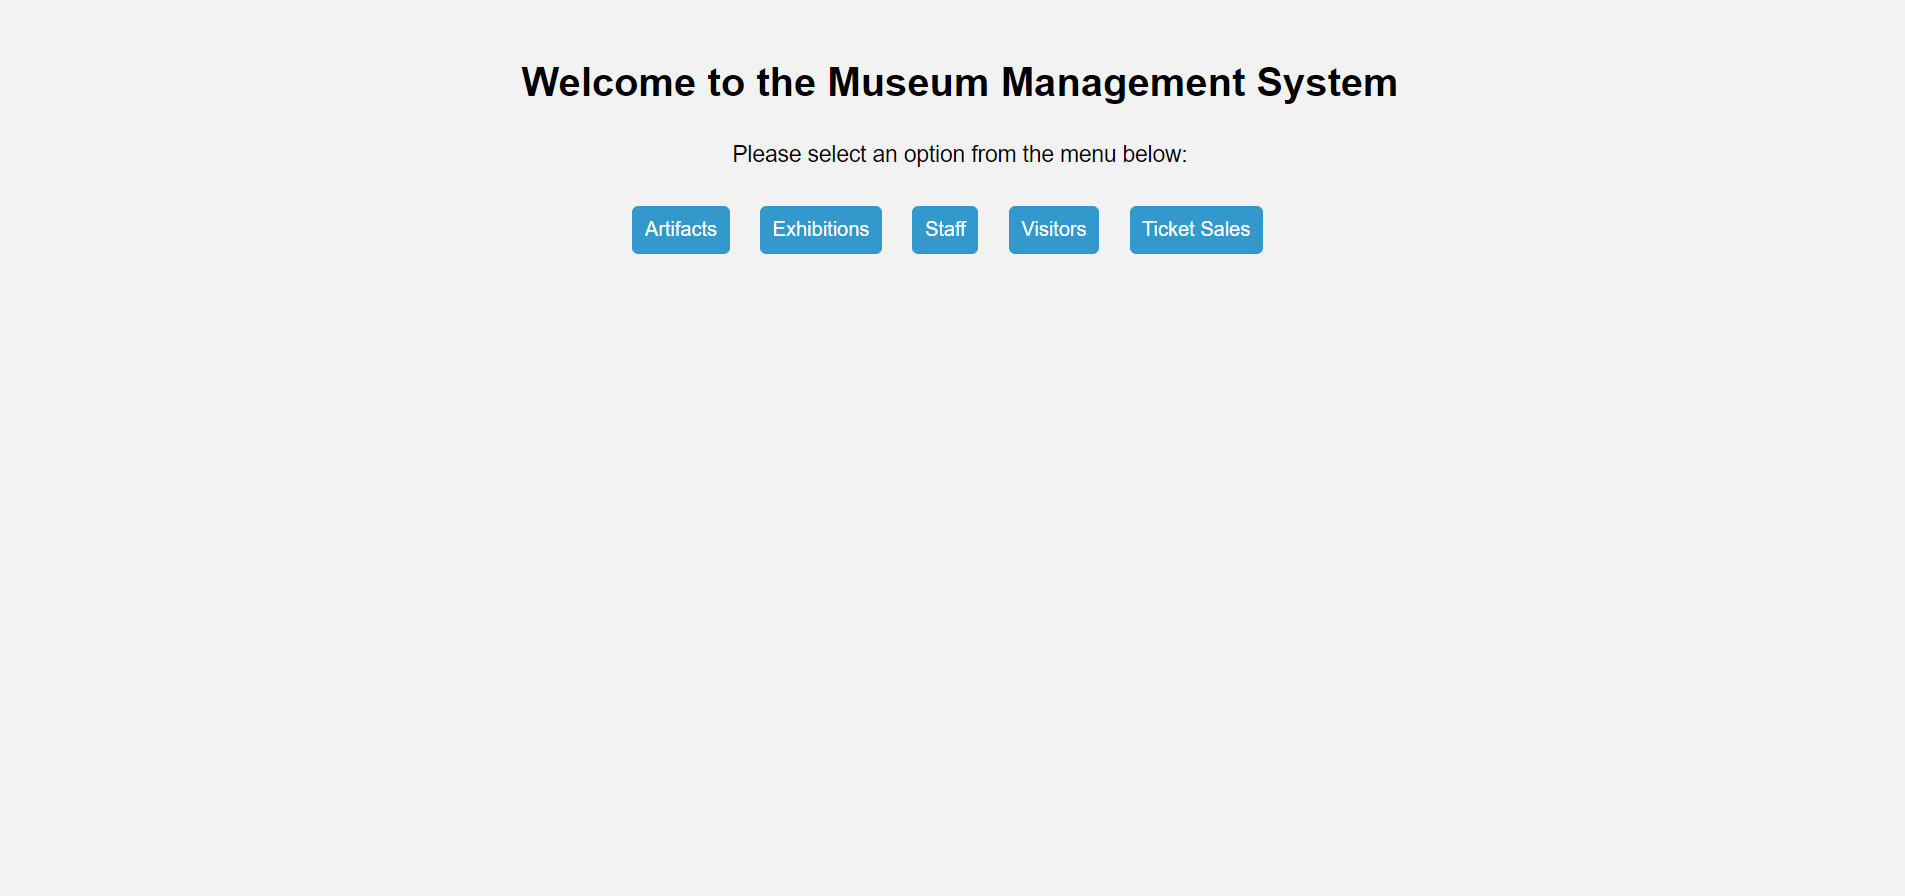 Welcome to the Museum Management System
Please select an option from the menu below:
Artifacts Exhibitions Staff Visitors Ticket Sales